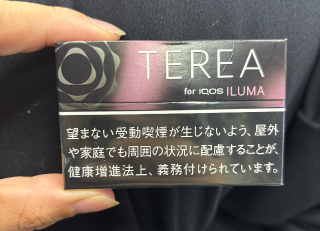 TEREA
for IQOS ILUMA
望まない受動喫煙が生じないよう、屋外
や家庭でも周囲の状況に配慮することが、
健康増進法上、義務付けられています。